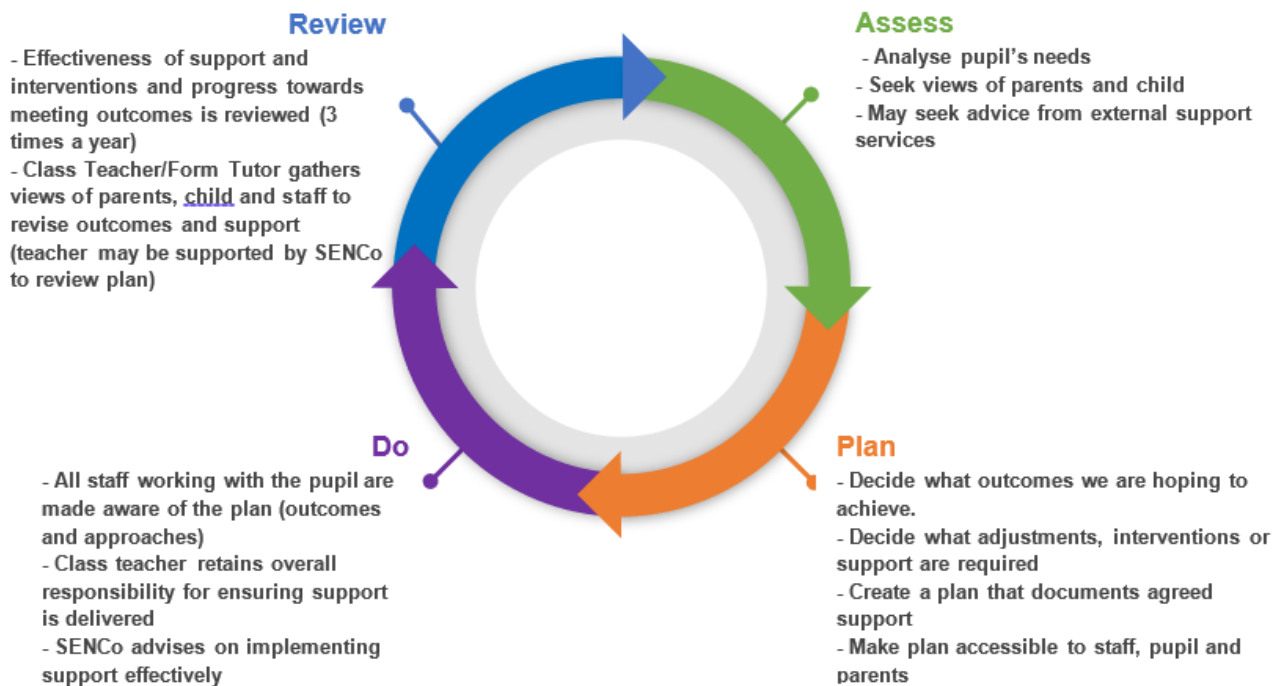 Review
- Effectiveness of support and
interventions and progress towards
meeting outcomes is reviewed (3
times a year)
- Class Teacher/Form Tutor gathers
views of parents, child and staff to
revise outcomes and support
(teacher may be supported by SENCo
to review plan)
Assess
- Analyse pupil's needs
- Seek views of parents and child
- May seek advice from external support
services
Do
- All staff working with the pupil are
made aware of the plan (outcomes
and approaches)
- Class teacher retains overall
responsibility for ensuring support
is delivered
- SENCo advises on implementing
support effectively
Plan
- Decide what outcomes we are hoping to
achieve.
- Decide what adjustments, interventions or
support are required
- Create a plan that documents agreed
support
- Make plan accessible to staff, pupil and
parents